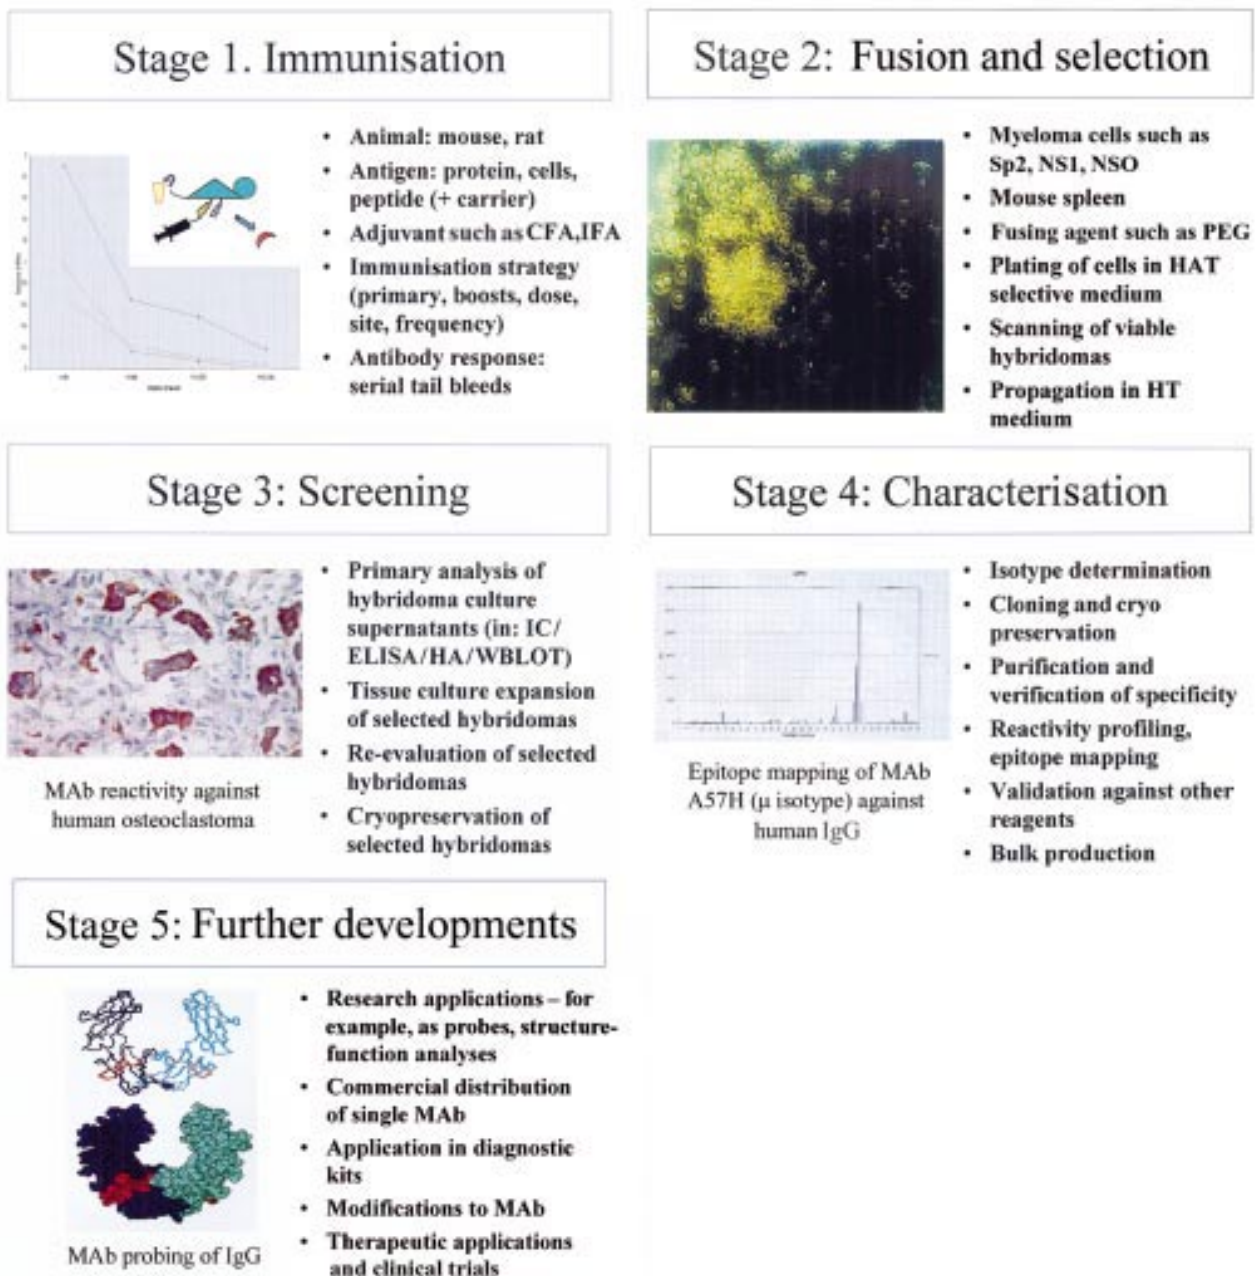 Stage 1. Immunisation
• Animal: mouse, rat
• Antigen: protein, cells,
peptide (+ carrier)
• Adjuvant such as CFA,IFA
• Immunisation strategy
(primary, boosts, dose,
site, frequency)
• Antibody response:
serial tail bleeds
Stage 2: Fusion and selection
• Myeloma cells such as
Sp2, NS1, NSO
• Mouse spleen
• Fusing agent such as PEG
• Plating of cells in HAT
selective medium
• Scanning of viable
hybridomas
• Propagation in HT
medium
Stage 3: Screening
MAb reactivity against
human osteoclastoma
• Primary analysis of
hybridoma culture
supernatants (in: IC/
ELISA/HA/WBLOT)
• Tissue culture expansion
of selected hybridomas
• Re-evaluation of selected
hybridomas
• Cryopreservation of
selected hybridomas
Stage 4: Characterisation
Epitope mapping of MAb
A57H (μ isotype) against
human IgG
• Isotype determination
• Cloning and cryo
preservation
• Purification and
verification of specificity
• Reactivity profiling,
epitope mapping
• Validation against other
reagents
• Bulk production
Stage 5: Further developments
MAb probing of IgG
• Research applications – for
example, as probes, structure-
function analyses
• Commercial distribution
of single MAb
• Application in diagnostic
kits
• Modifications to MAb
• Therapeutic applications
and clinical trials